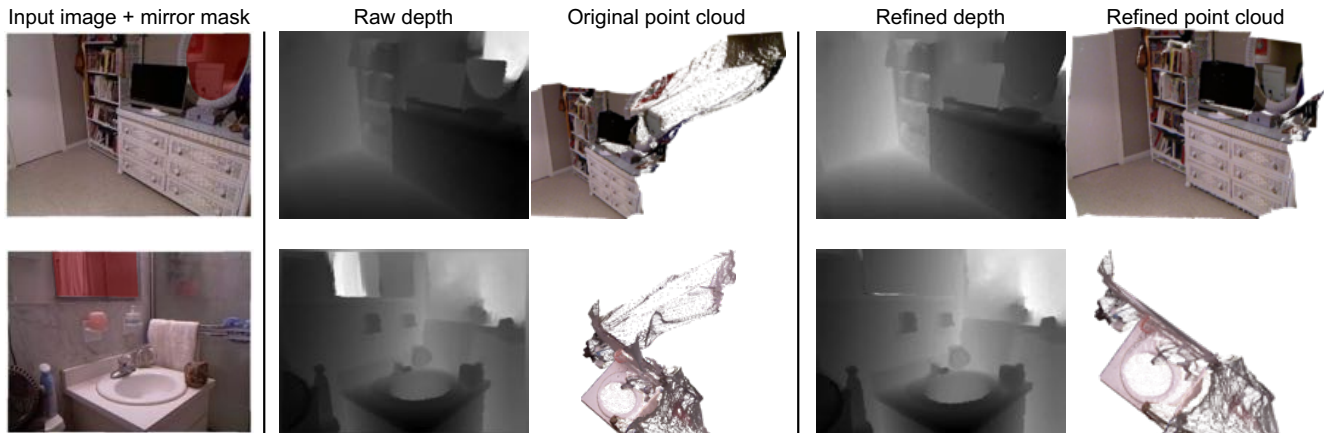 Input image + mirror mask
Raw depth
Original point cloud
Refined depth
Refined point cloud